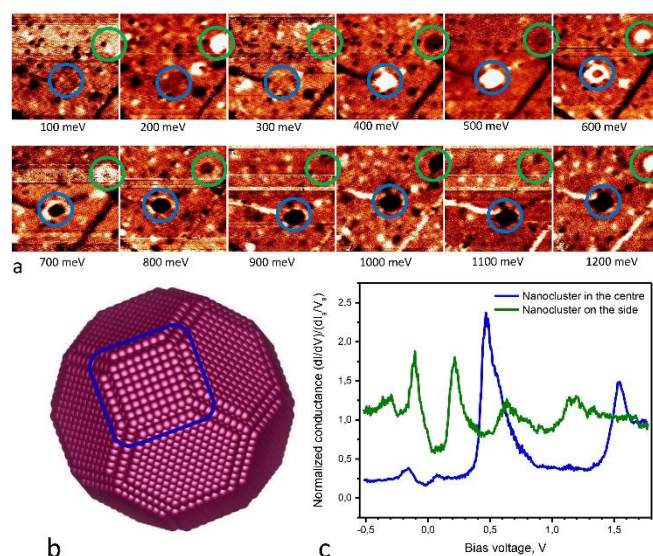 100 meV 200 meV 300 meV 400 meV 500 meV 600 meV
700 meV 800 meV 900 meV 1000 meV 1100 meV 1200 meV
a
b
Normalized conductance (dI/dV)/(dIₛ/Vₛ)
2,5
2,0
1,5
1,0
0,5
0,0
Nanocluster in the centre
Nanocluster on the side
-0,5 0,0 0,5 1,0 1,5
Bias voltage, V
c